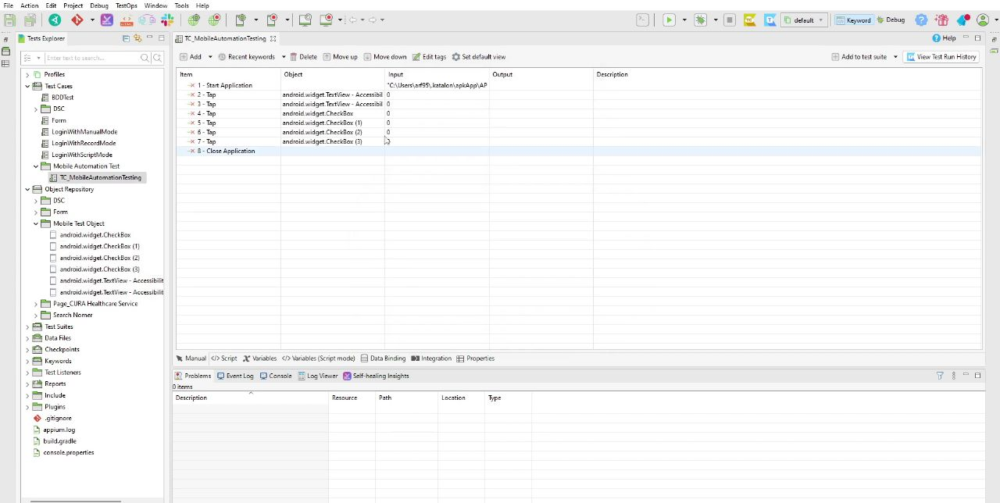 File Action Edit Project Debug TestOps Window Tools Help
default Keyword Debug
Tests Explorer
TC_MobileAutomationTesting Help
Enter text to search...
Add Recent keywords Delete Move up Move down Edit tags Set default view Add to test suite View Test Run History
Item Object Input Output Description
1 - Start Application "C:\Users\arf95\.katalon\apkApp\AP
2 - Tap android.widget.TextView - Accessibil 0
3 - Tap android.widget.TextView - Accessibil 0
4 - Tap android.widget.CheckBox 0
5 - Tap android.widget.CheckBox (1) 0
6 - Tap android.widget.CheckBox (2) 0
7 - Tap android.widget.CheckBox (3)
8 - Close Application
Profiles
Test Cases
BDDTest
DSC
Form
LoginWithManualMode
LoginWithRecordMode
LoginWithScriptMode
Mobile Automation Test
TC_MobileAutomationTesting
Object Repository
DSC
Form
Mobile Test Object
android.widget.CheckBox
android.widget.CheckBox (1)
android.widget.CheckBox (2)
android.widget.CheckBox (3)
android.widget.TextView - Accessibilit
android.widget.TextView - Accessibilit
Page_CURA Healthcare Service
Search Nomer
Test Suites
Data Files
Checkpoints
Keywords
Test Listeners
Reports
Include
Plugins
.gitignore
appium.log
build.gradle
console.properties
Manual </> Script Variables </> Variables (Script mode) Data Binding Integration Properties
Problems Event Log Console Log Viewer Self-healing Insights
0 items
Description Resource Path Location Type